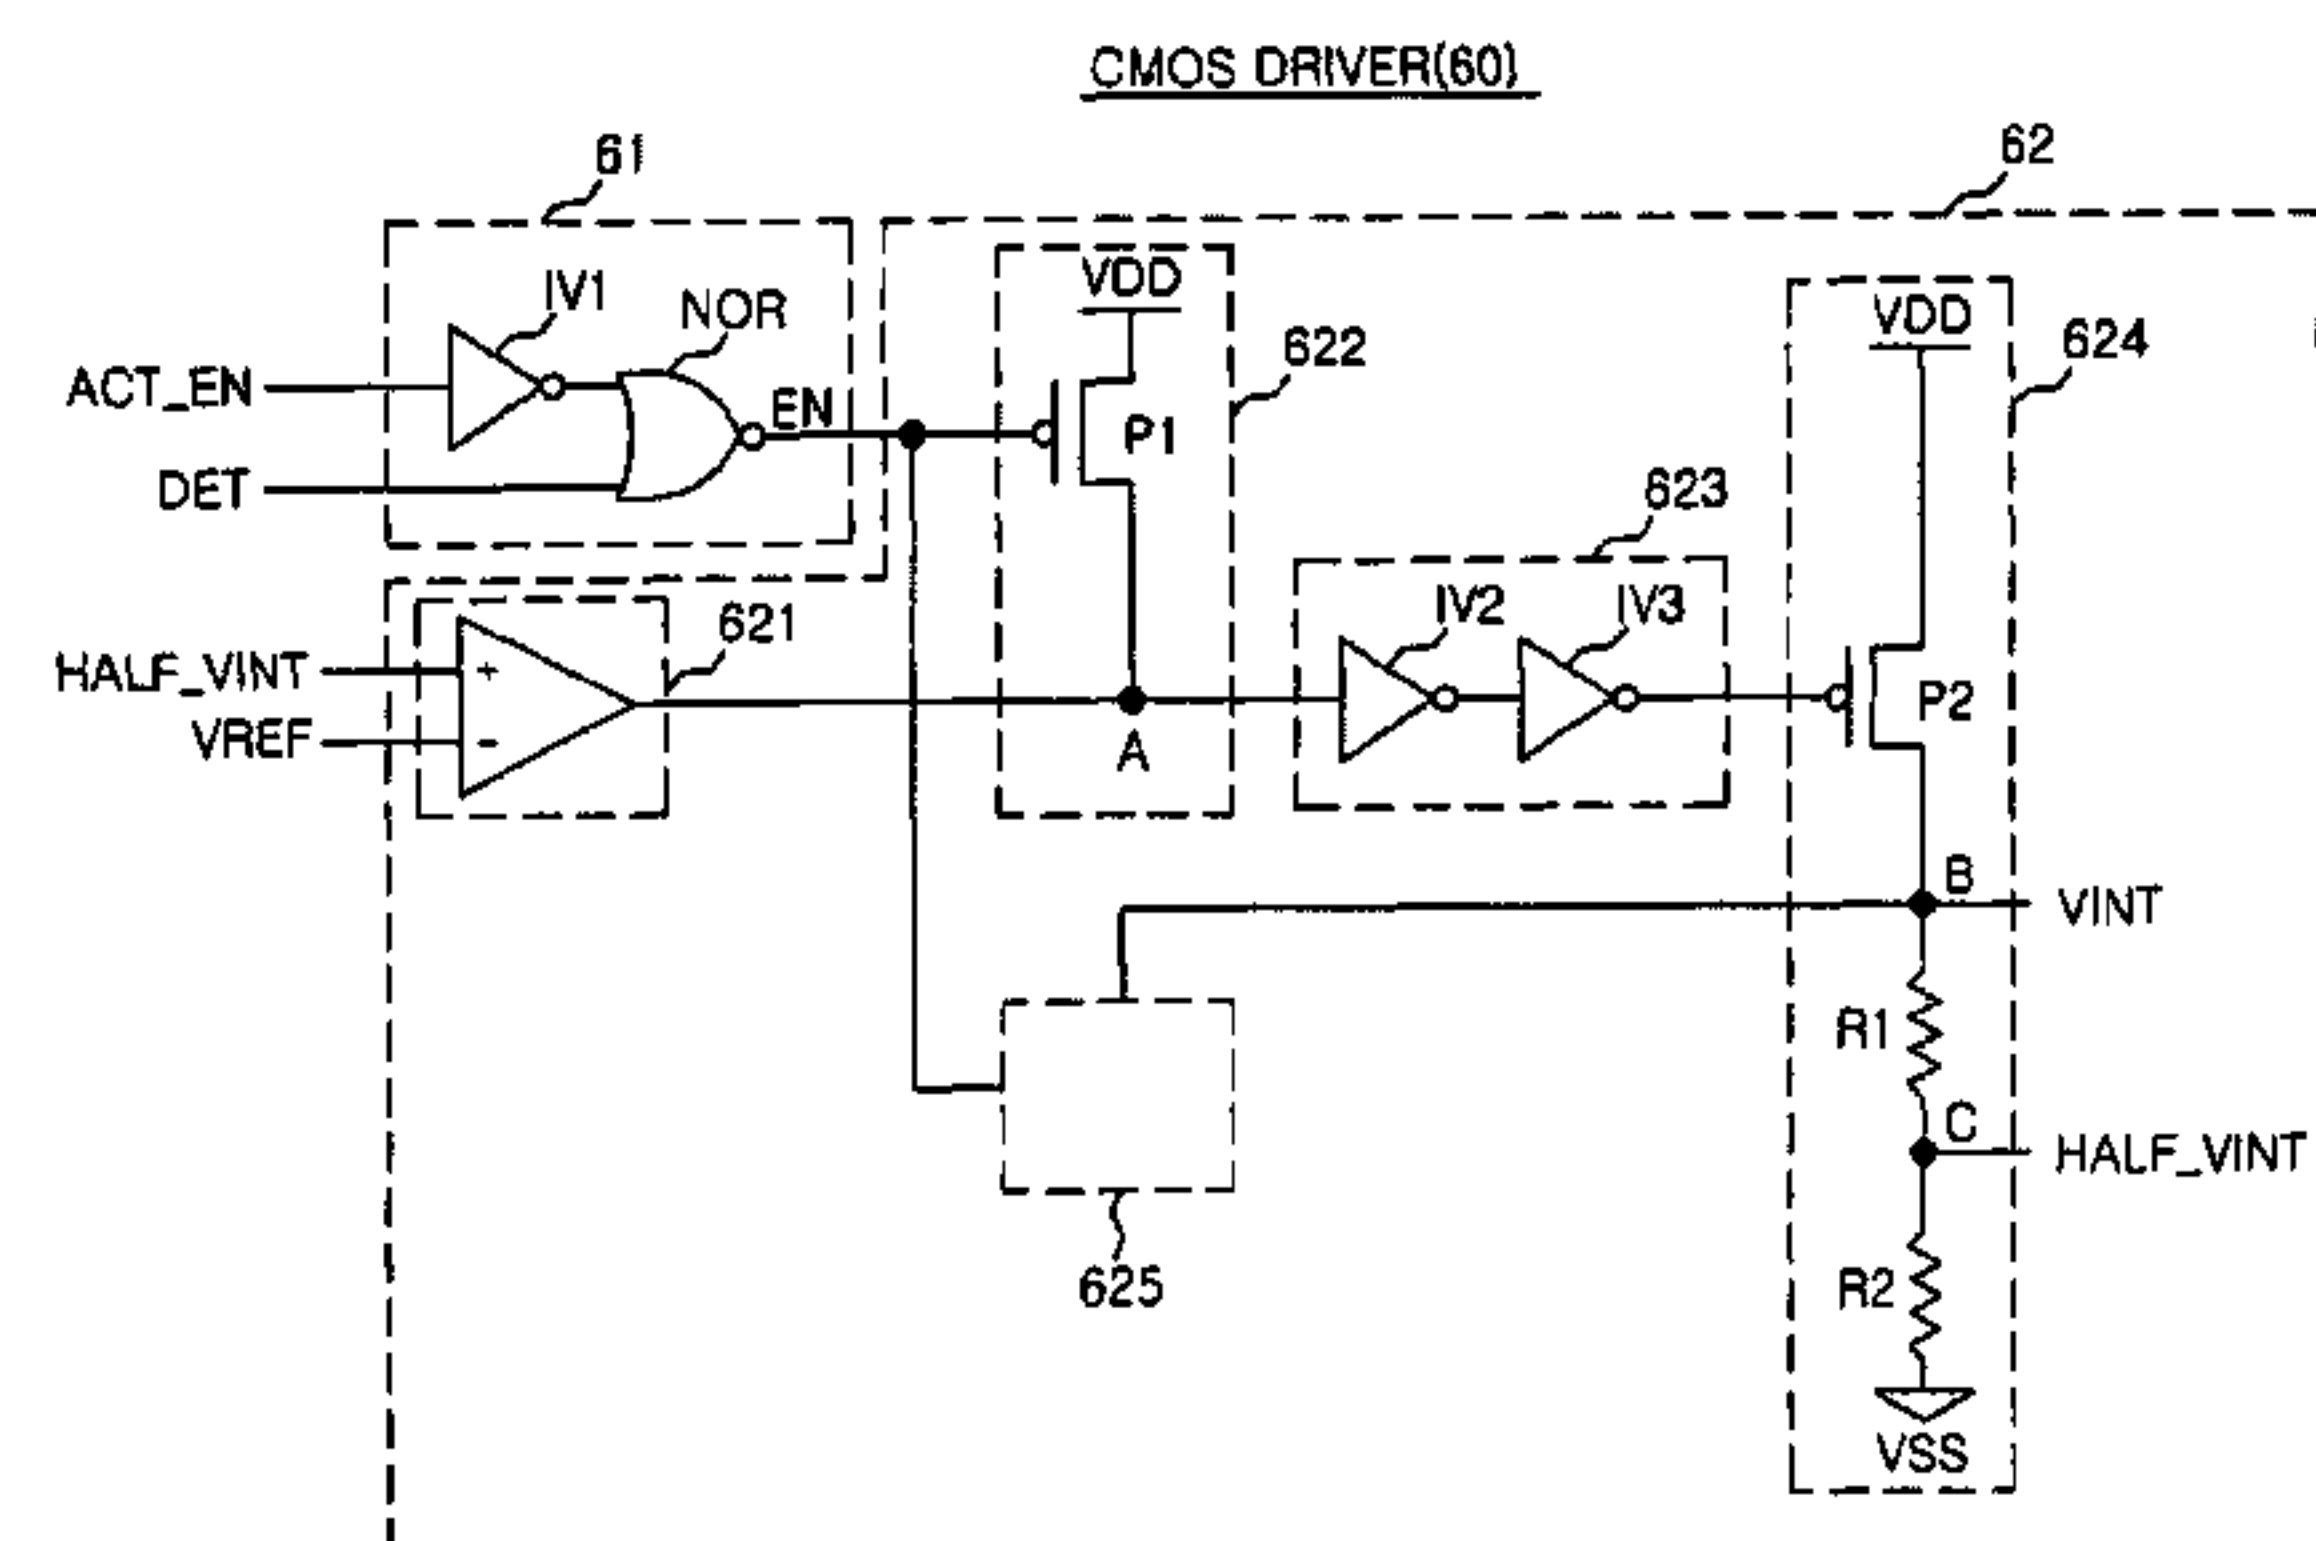 CMOS DRIVER(60)
61
62
IV1
NOR
VDD
622
VDD
624
ACT_EN
EN
P1
DET
623
621
IV2
IV3
HALF_VINT
+
P2
VREF
-
A
B
VINT
R1
C
HALF_VINT
625
R2
VSS